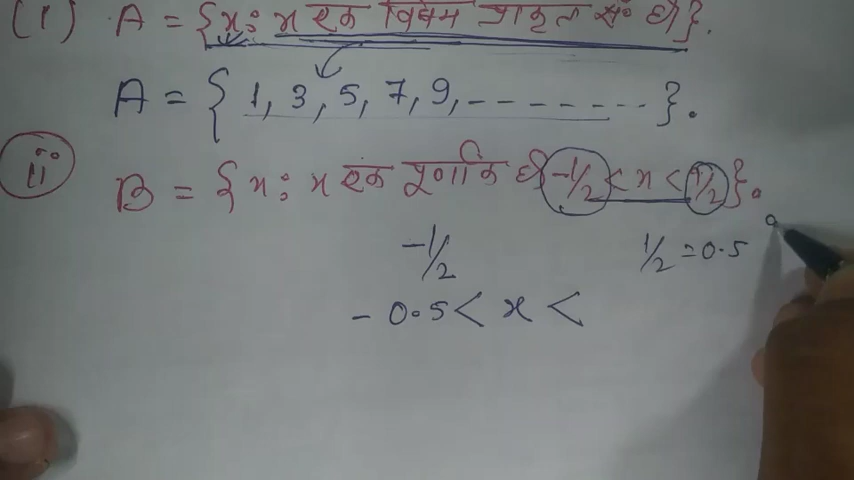 (1) A = {x : x एक विषम प्राकृत सं॰ है}.
A = { 1, 3, 5, 7, 9, - - - - - - - - }.
ii B = { x : x एक पूर्णांक है -1/2 < x < 9/2 }.
-1/2 1/2 = 0.5
- 0.5 < x <